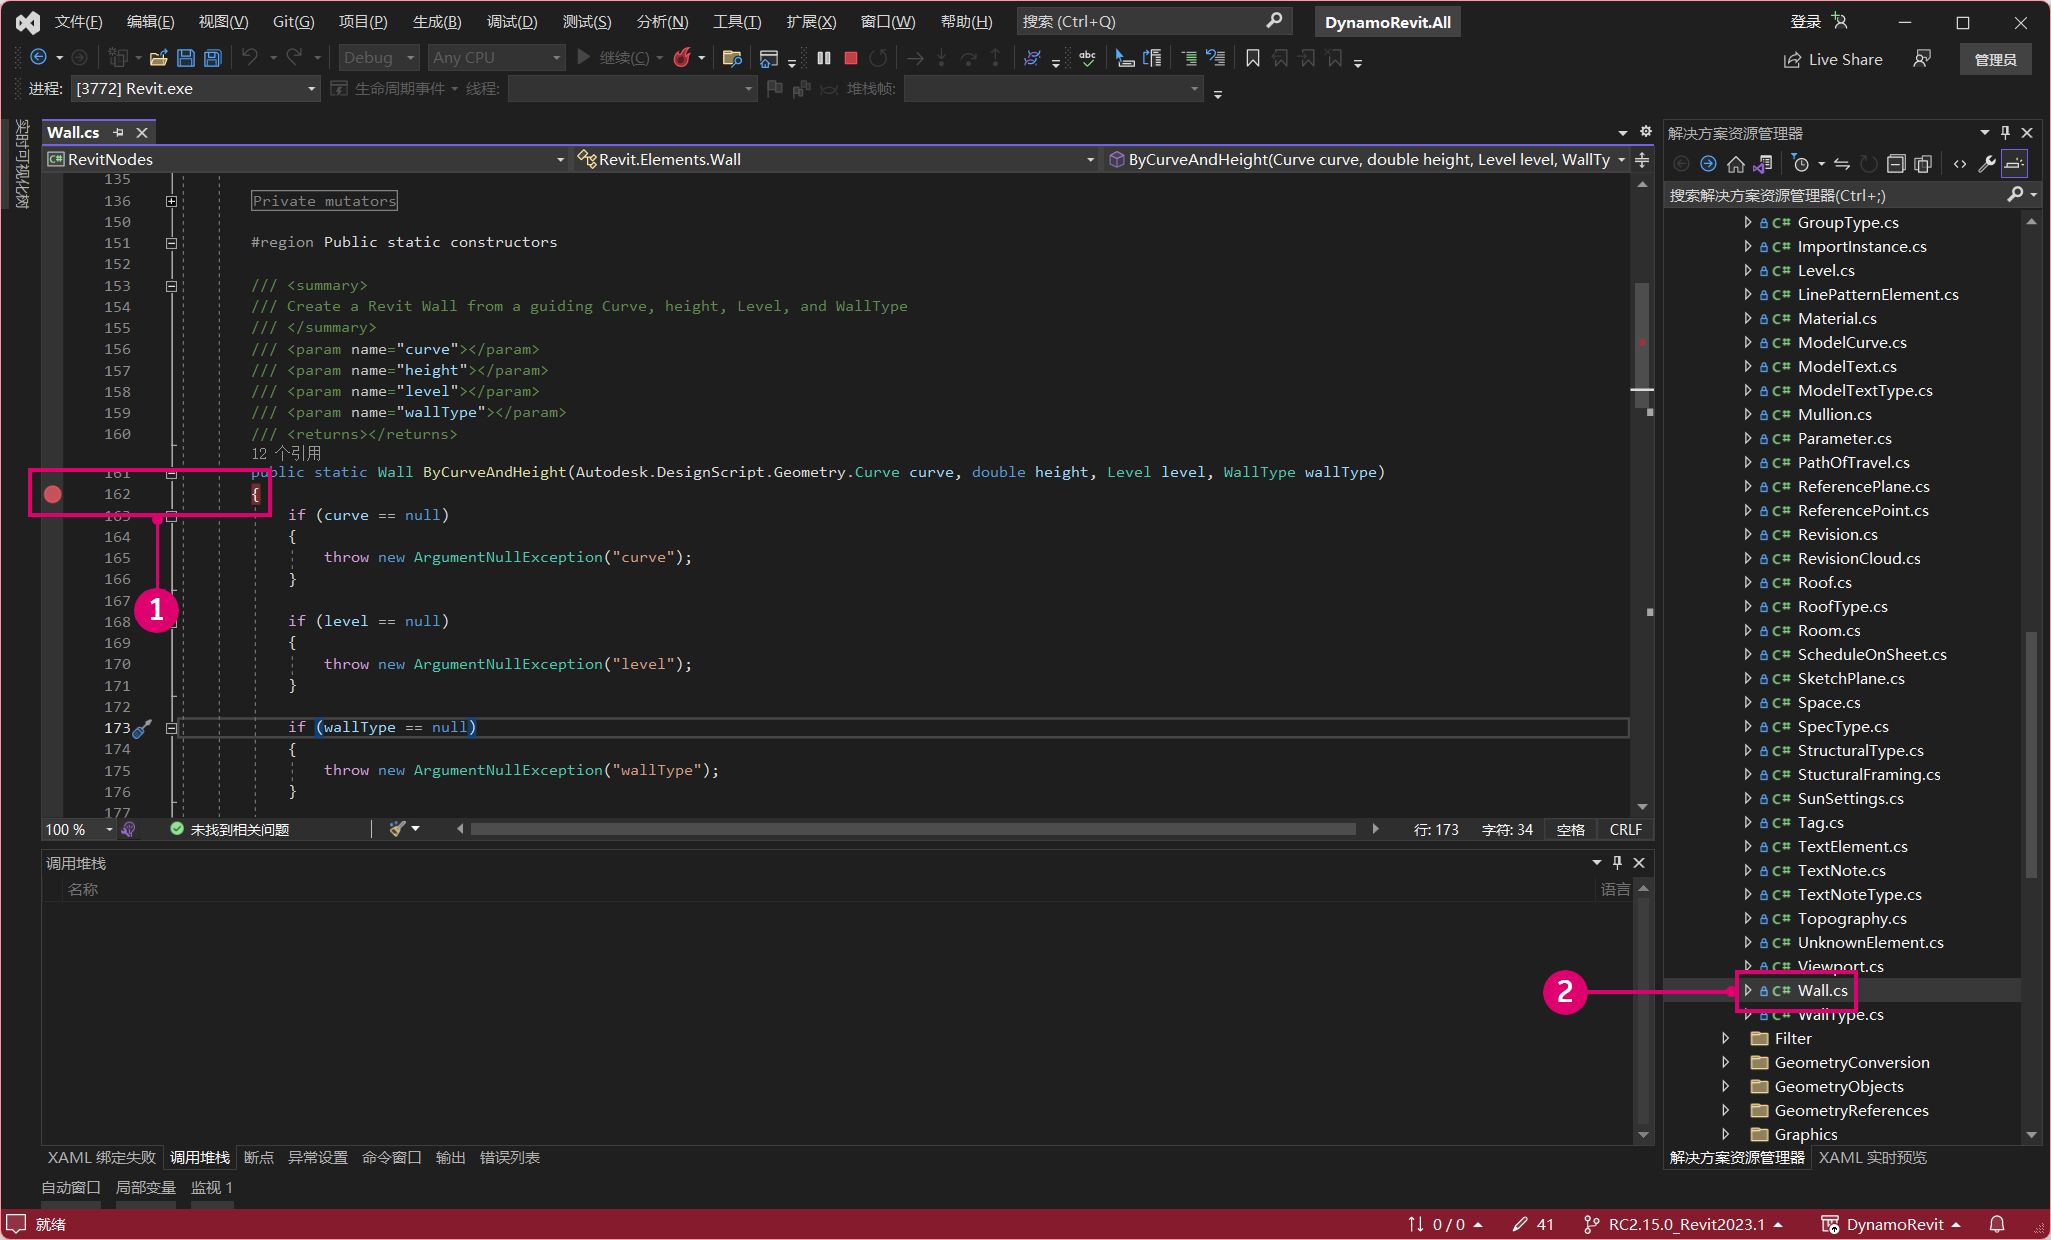 文件(F) 编辑(E) 视图(V) Git(G) 项目(P) 生成(B) 调试(D) 测试(S) 分析(N) 工具(T) 扩展(X) 窗口(W) 帮助(H) 搜索 (Ctrl+Q) DynamoRevit.All 登录
Debug Any CPU 继续(C) abc Live Share 管理员
进程: [3772] Revit.exe 生命周期事件 线程: 堆栈帧:
实时可视化树
Wall.cs
C# RevitNodes Revit.Elements.Wall ByCurveAndHeight(Curve curve, double height, Level level, WallTy
135
136 Private mutators
150
151 #region Public static constructors
152
153 /// <summary>
154 /// Create a Revit Wall from a guiding Curve, height, Level, and WallType
155 /// </summary>
156 /// <param name="curve"></param>
157 /// <param name="height"></param>
158 /// <param name="level"></param>
159 /// <param name="wallType"></param>
160 /// <returns></returns>
12 个引用
161 public static Wall ByCurveAndHeight(Autodesk.DesignScript.Geometry.Curve curve, double height, Level level, WallType wallType)
162 {
163 if (curve == null)
164 {
165 throw new ArgumentNullException("curve");
166 }
167
1
168 if (level == null)
169 {
170 throw new ArgumentNullException("level");
171 }
172
173 if (wallType == null)
174 {
175 throw new ArgumentNullException("wallType");
176 }
177
100 % 未找到相关问题 行: 173 字符: 34 空格 CRLF
调用堆栈
名称 语言
XAML 绑定失败 调用堆栈 断点 异常设置 命令窗口 输出 错误列表
自动窗口 局部变量 监视 1
解决方案资源管理器
搜索解决方案资源管理器(Ctrl+;)
C# GroupType.cs
C# ImportInstance.cs
C# Level.cs
C# LinePatternElement.cs
C# Material.cs
C# ModelCurve.cs
C# ModelText.cs
C# ModelTextType.cs
C# Mullion.cs
C# Parameter.cs
C# PathOfTravel.cs
C# ReferencePlane.cs
C# ReferencePoint.cs
C# Revision.cs
C# RevisionCloud.cs
C# Roof.cs
C# RoofType.cs
C# Room.cs
C# ScheduleOnSheet.cs
C# SketchPlane.cs
C# Space.cs
C# SpecType.cs
C# StructuralType.cs
C# StucturalFraming.cs
C# SunSettings.cs
C# Tag.cs
C# TextElement.cs
C# TextNote.cs
C# TextNoteType.cs
C# Topography.cs
C# UnknownElement.cs
C# Viewport.cs
2 C# Wall.cs
C# WallType.cs
Filter
GeometryConversion
GeometryObjects
GeometryReferences
Graphics
解决方案资源管理器 XAML 实时预览
就绪 0 / 0 41 RC2.15.0_Revit2023.1 DynamoRevit